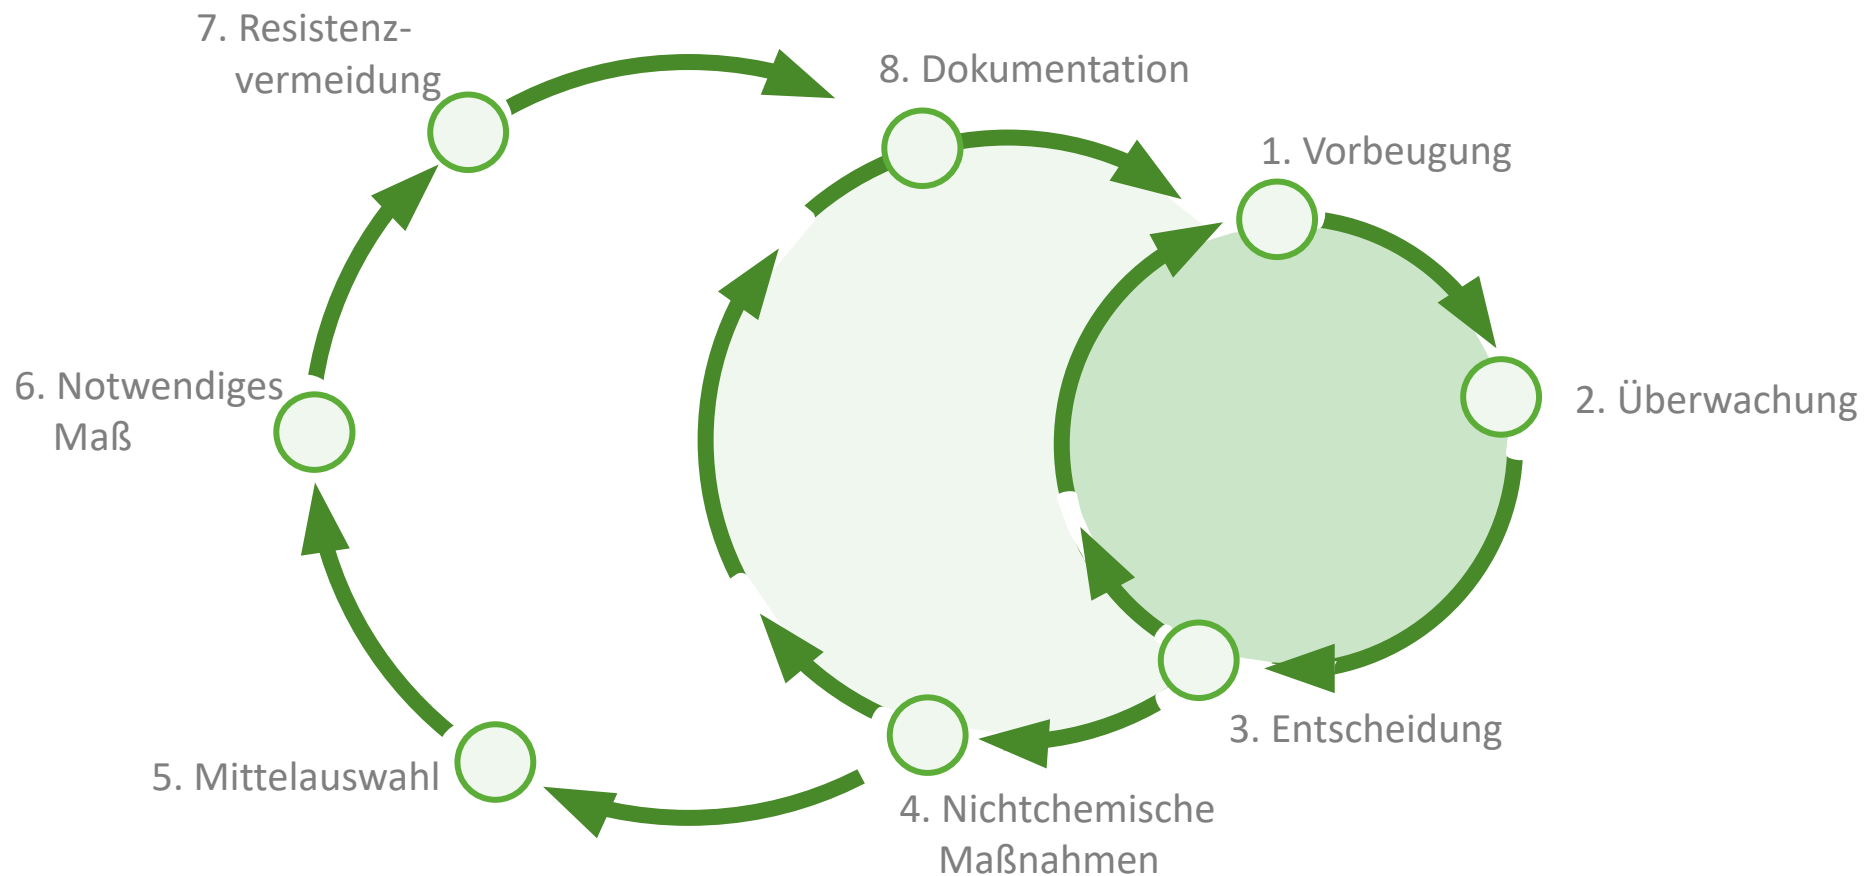 7. Resistenz-
vermeidung
8. Dokumentation
1. Vorbeugung
6. Notwendiges
Maß
2. Überwachung
3. Entscheidung
5. Mittelauswahl
4. Nichtchemische
Maßnahmen